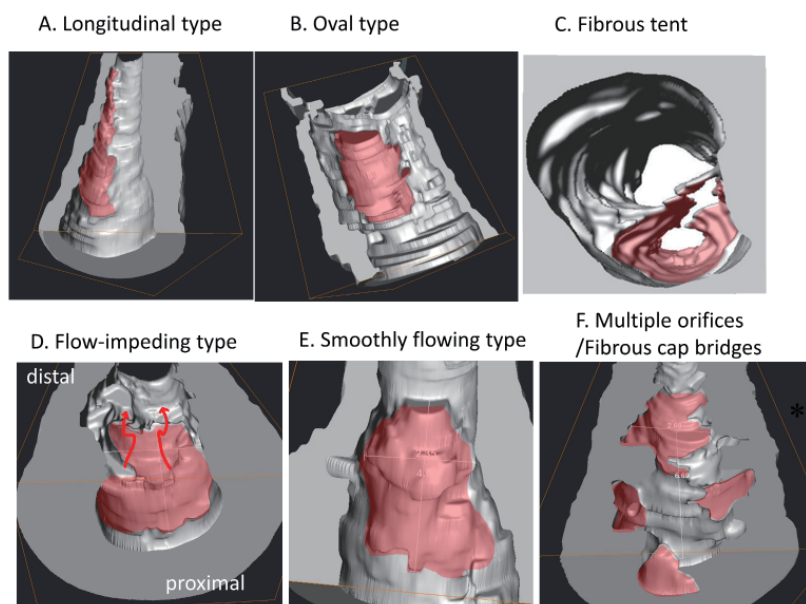 A. Longitudinal type
B. Oval type
C. Fibrous tent
D. Flow-impeding type
E. Smoothly flowing type
F. Multiple orifices
/Fibrous cap bridges
distal
proximal
*